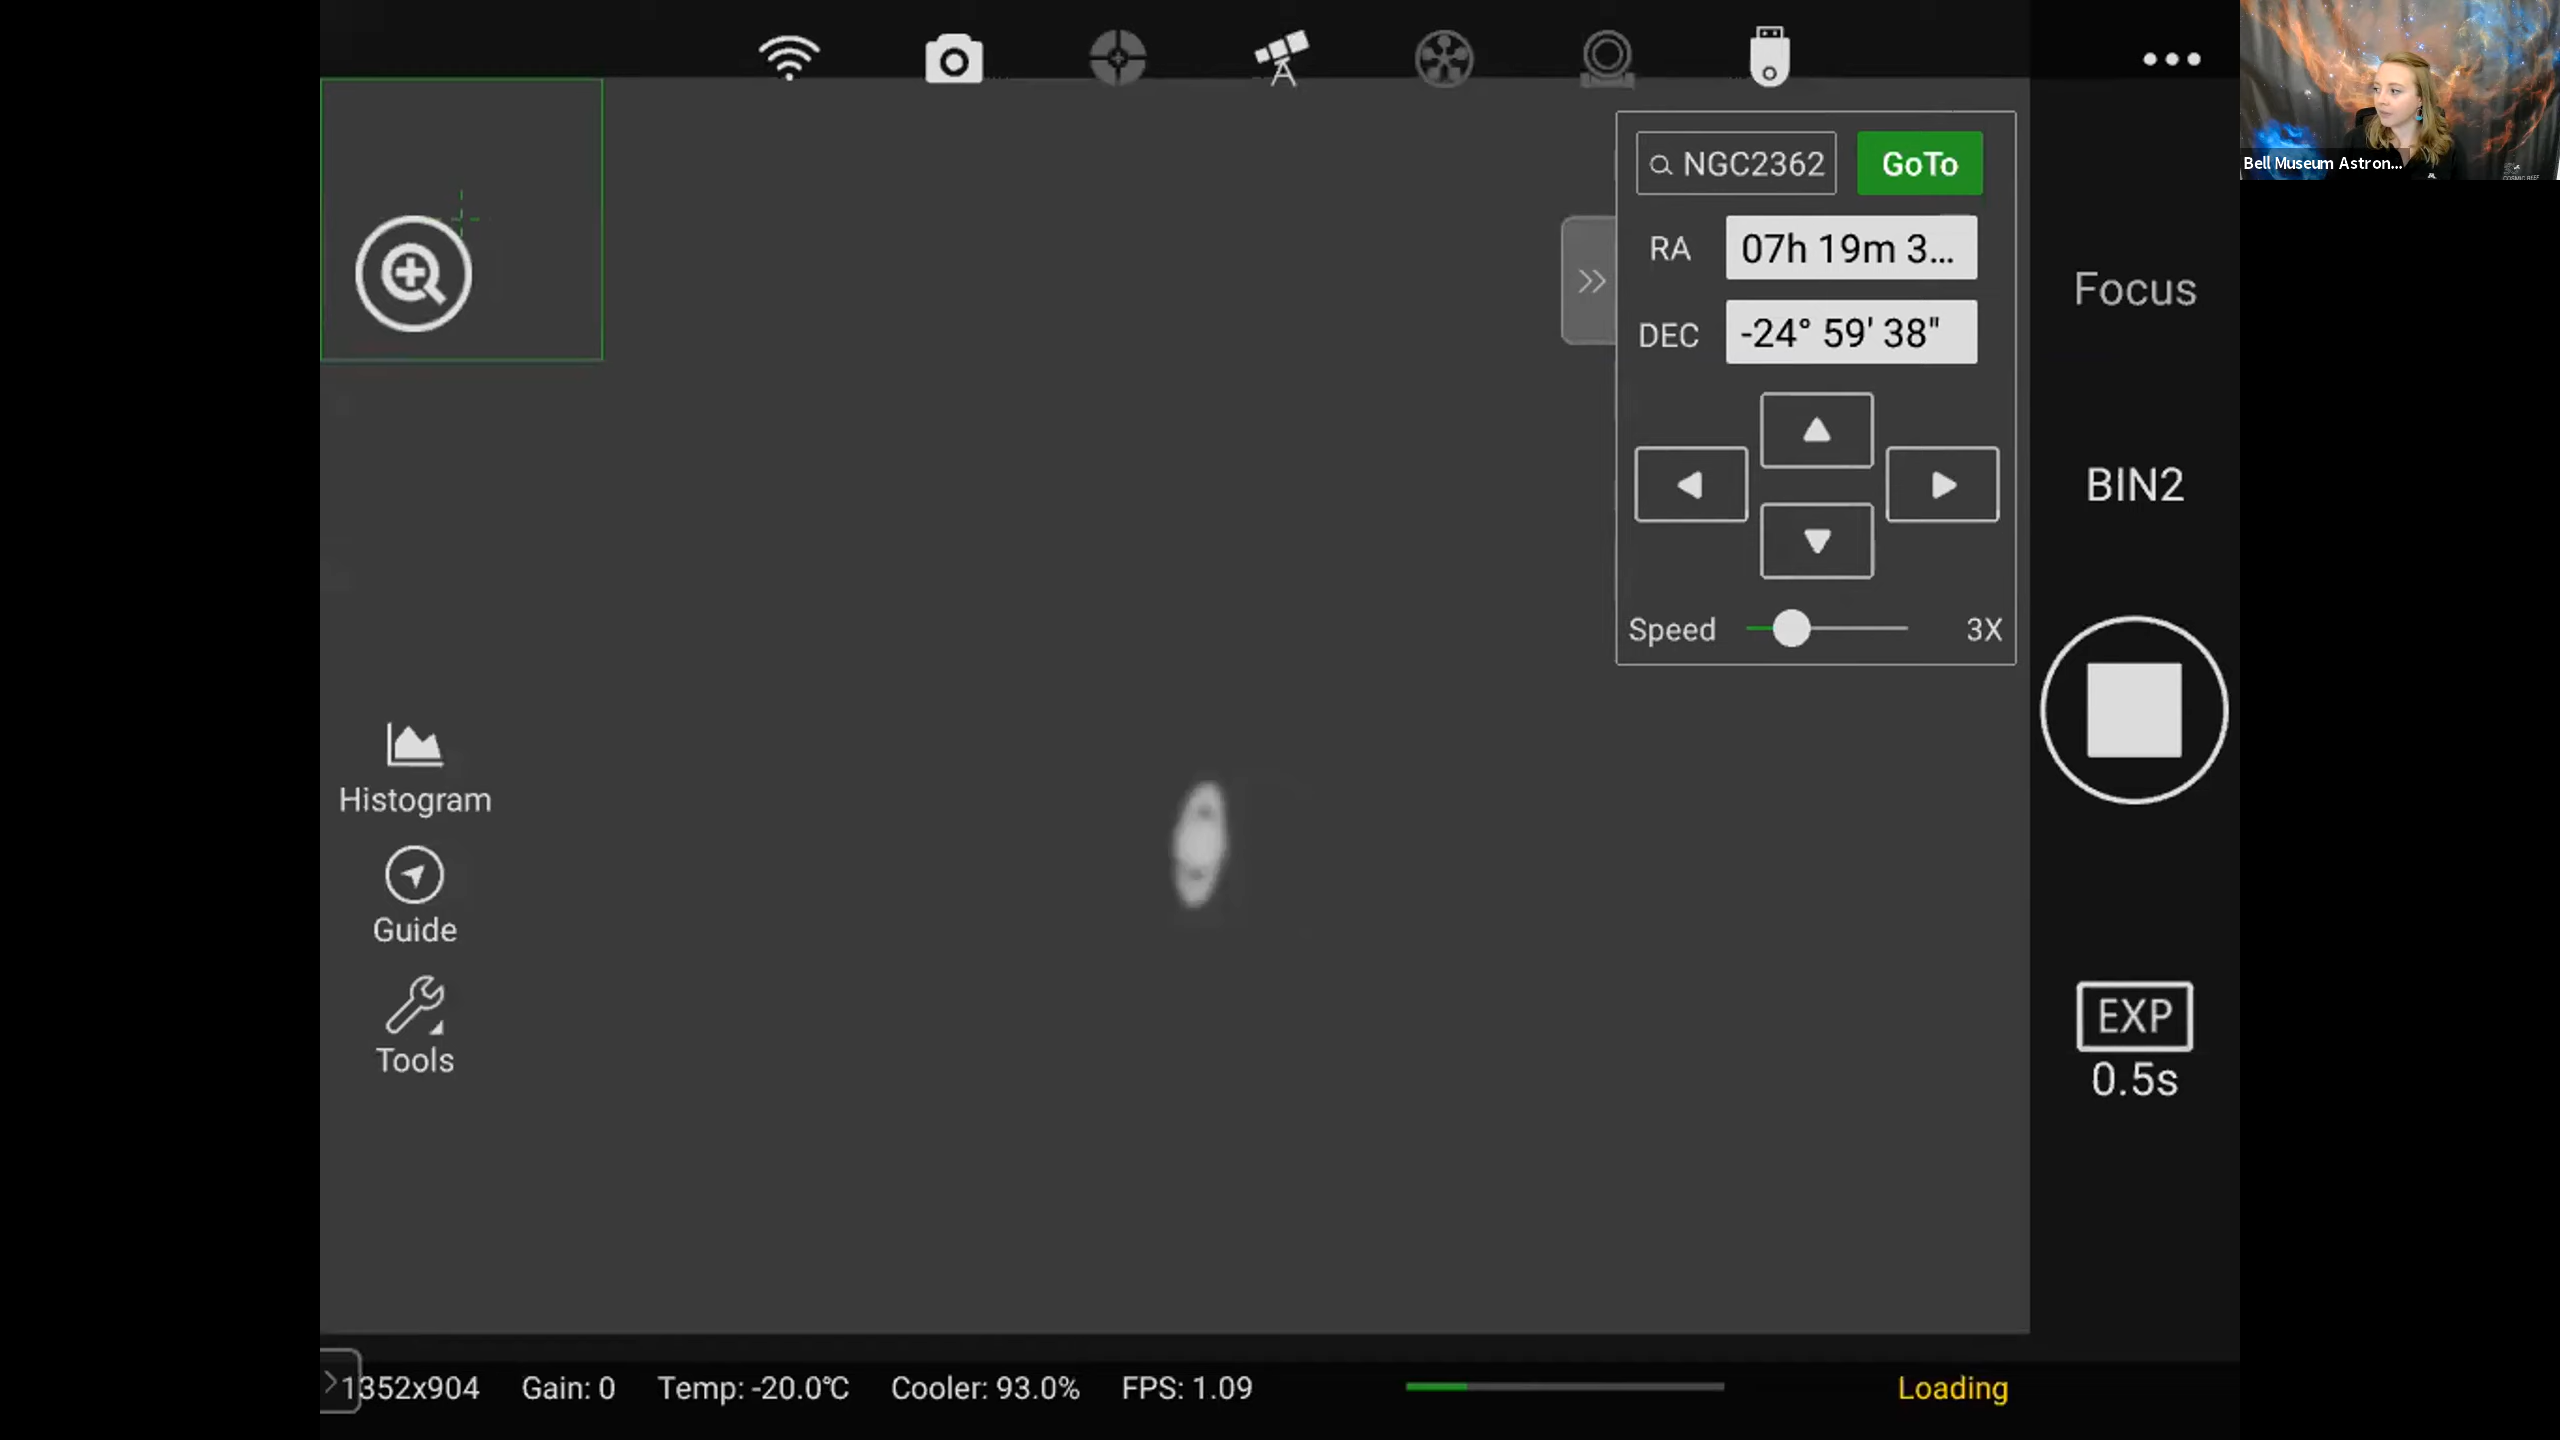 Bell Museum Astron...
NGC2362
GoTo
RA
07h 19m 3...
DEC
-24° 59' 38"
Focus
BIN2
Speed
3X
Histogram
Guide
Tools
EXP
0.5s
1352x904
Gain: 0
Temp: -20.0℃
Cooler: 93.0%
FPS: 1.09
Loading